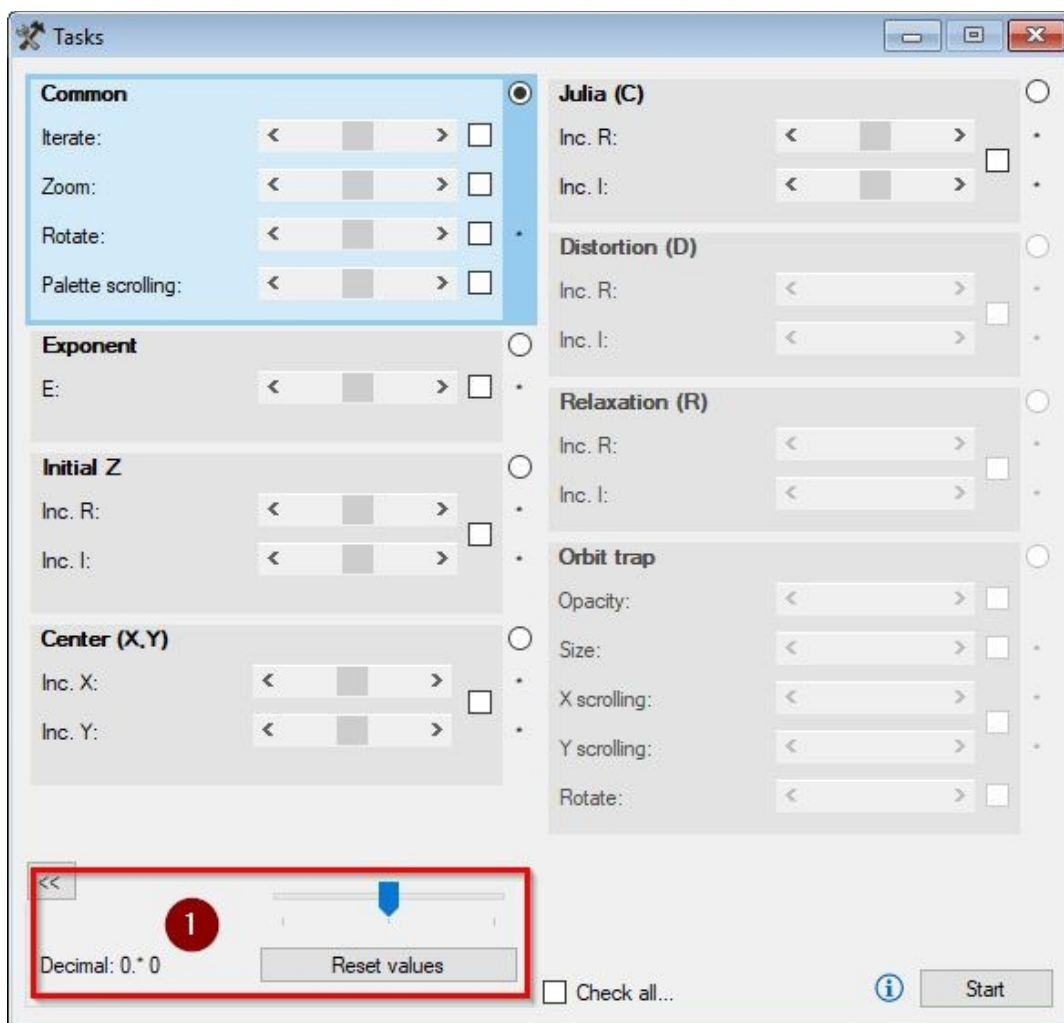 Tasks
Common
Iterate:
Zoom:
Rotate:
Palette scrolling:
Exponent
E:
Initial Z
Inc. R:
Inc. I:
Center (X,Y)
Inc. X:
Inc. Y:
Julia (C)
Inc. R:
Inc. I:
Distortion (D)
Inc. R:
Inc. I:
Relaxation (R)
Inc. R:
Inc. I:
Orbit trap
Opacity:
Size:
X scrolling:
Y scrolling:
Rotate:
<<
1
Decimal: 0.* 0
Reset values
Check all...
Start